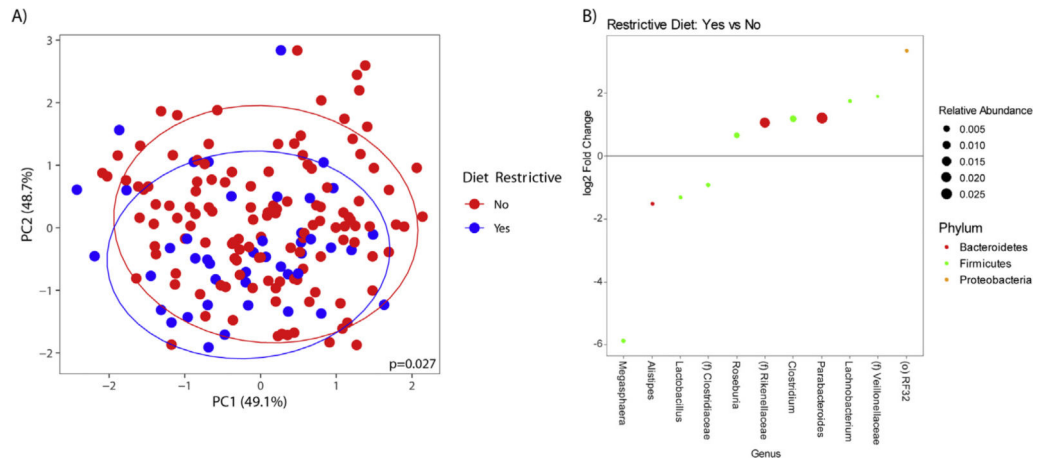 A)
3
2
1
0
−1
−2
PC2 (48.7%)
−2
−1
0
1
2
PC1 (49.1%)
p=0.027
Diet Restrictive
No
Yes
B)
Restrictive Diet: Yes vs No
2
0
-2
-4
-6
log2 Fold Change
Megasphaera
Alistipes
Lactobacillus
(f) Clostridiaceae
Roseburia
(f) Rikenellaceae
Clostridium
Parabacteroides
Lachnobacterium
(f) Veillonellaceae
(o) RF32
Genus
Relative Abundance
0.005
0.010
0.015
0.020
0.025
Phylum
Bacteroidetes
Firmicutes
Proteobacteria